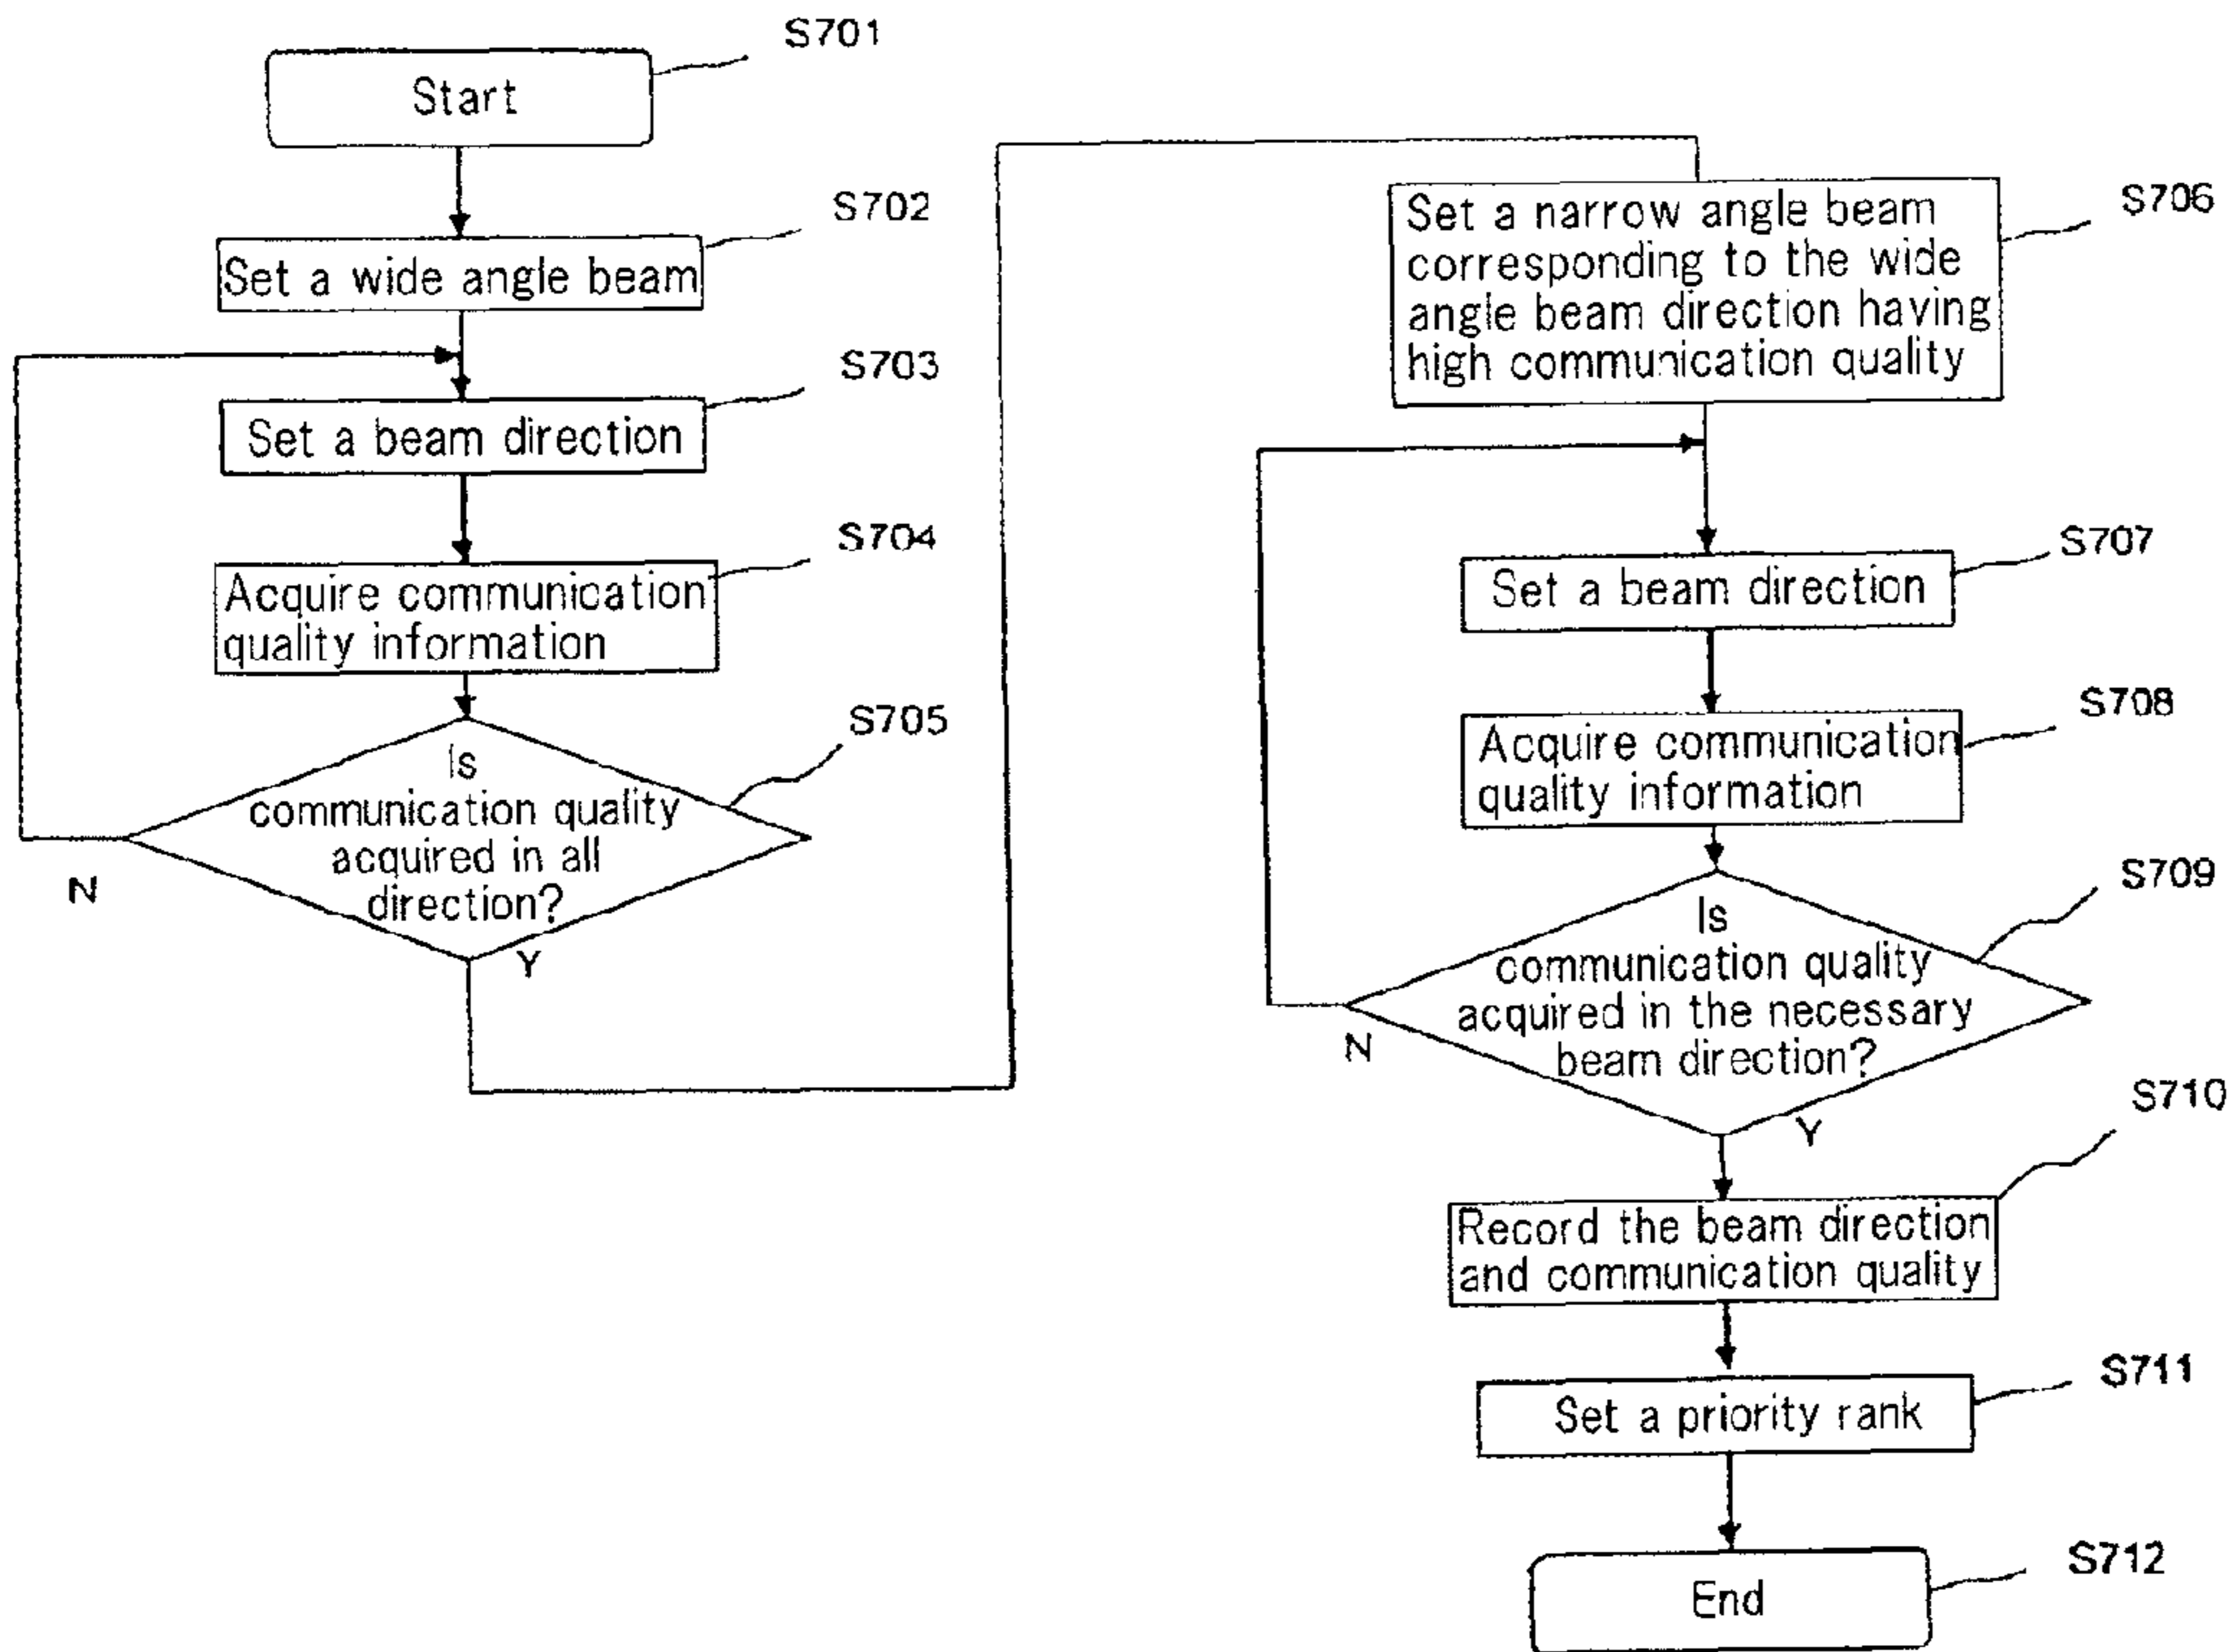 S701
Start
S702
Set a wide angle beam
S703
Set a beam direction
S704
Acquire communication
quality information
S705
Is
communication quality
acquired in all
direction?
N
Y
S706
Set a narrow angle beam
corresponding to the wide
angle beam direction having
high communication quality
S707
Set a beam direction
S708
Acquire communication
quality information
S709
Is
communication quality
acquired in the necessary
beam direction?
N
Y
S710
Record the beam direction
and communication quality
S711
Set a priority rank
S712
End